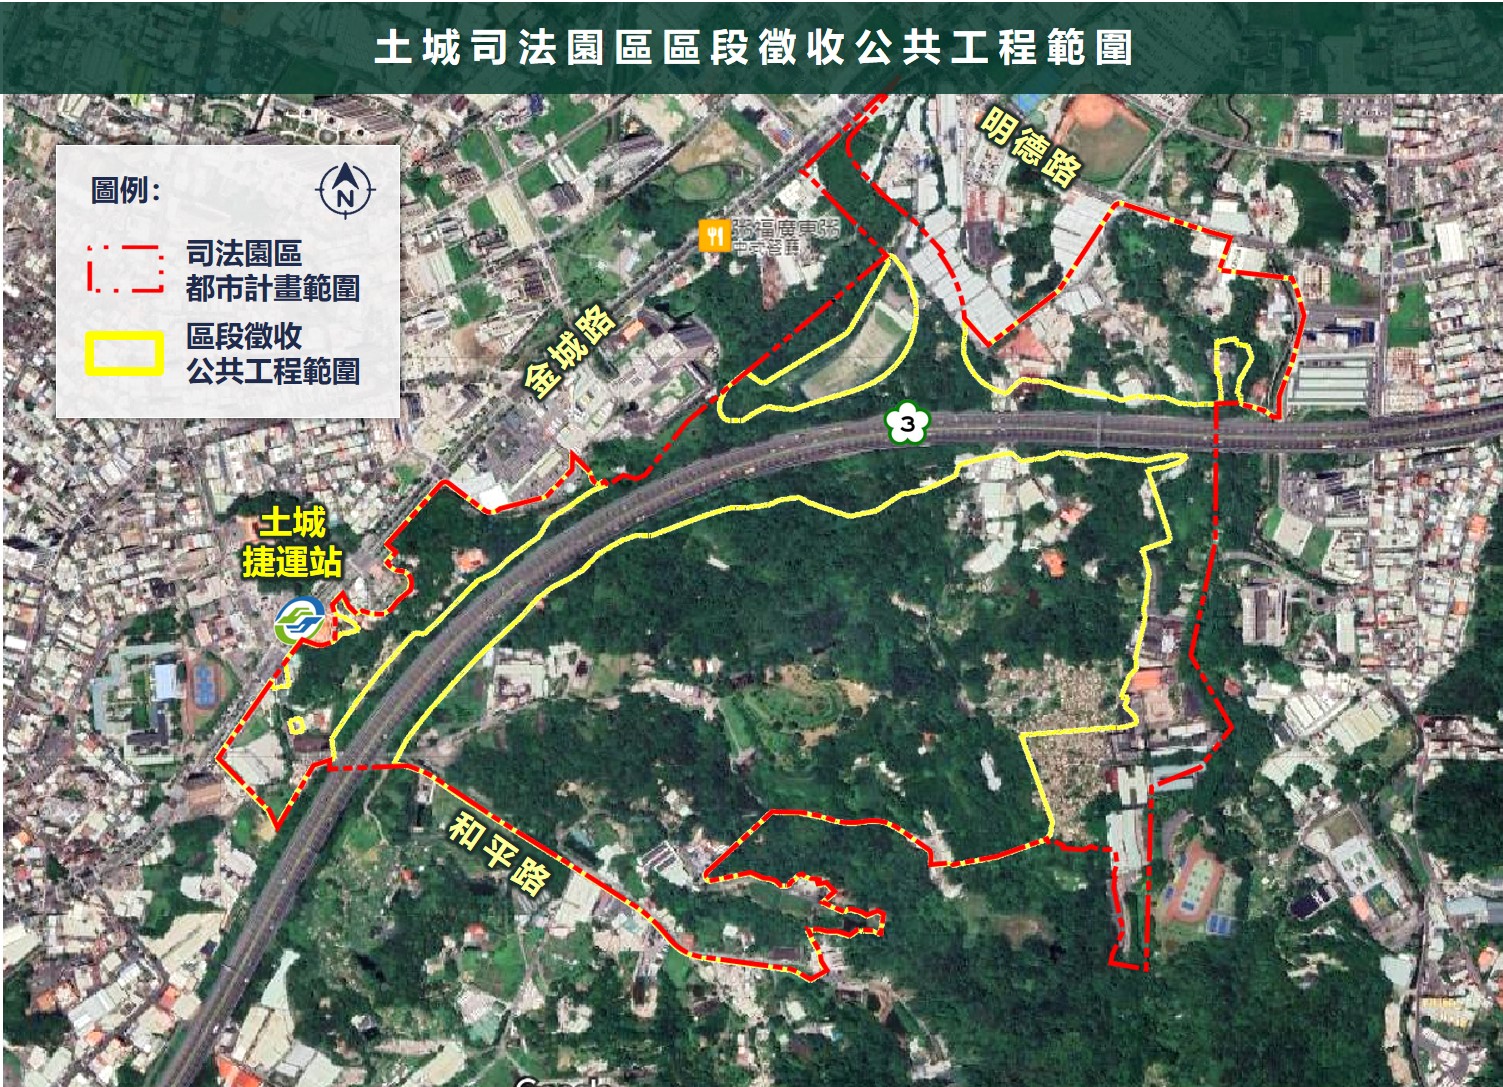 土城司法園區區段徵收公共工程範圍
明德路
圖例：
N
司法園區
都市計畫範圍
區段徵收
公共工程範圍
金城路
3
土城
捷運站
和平路